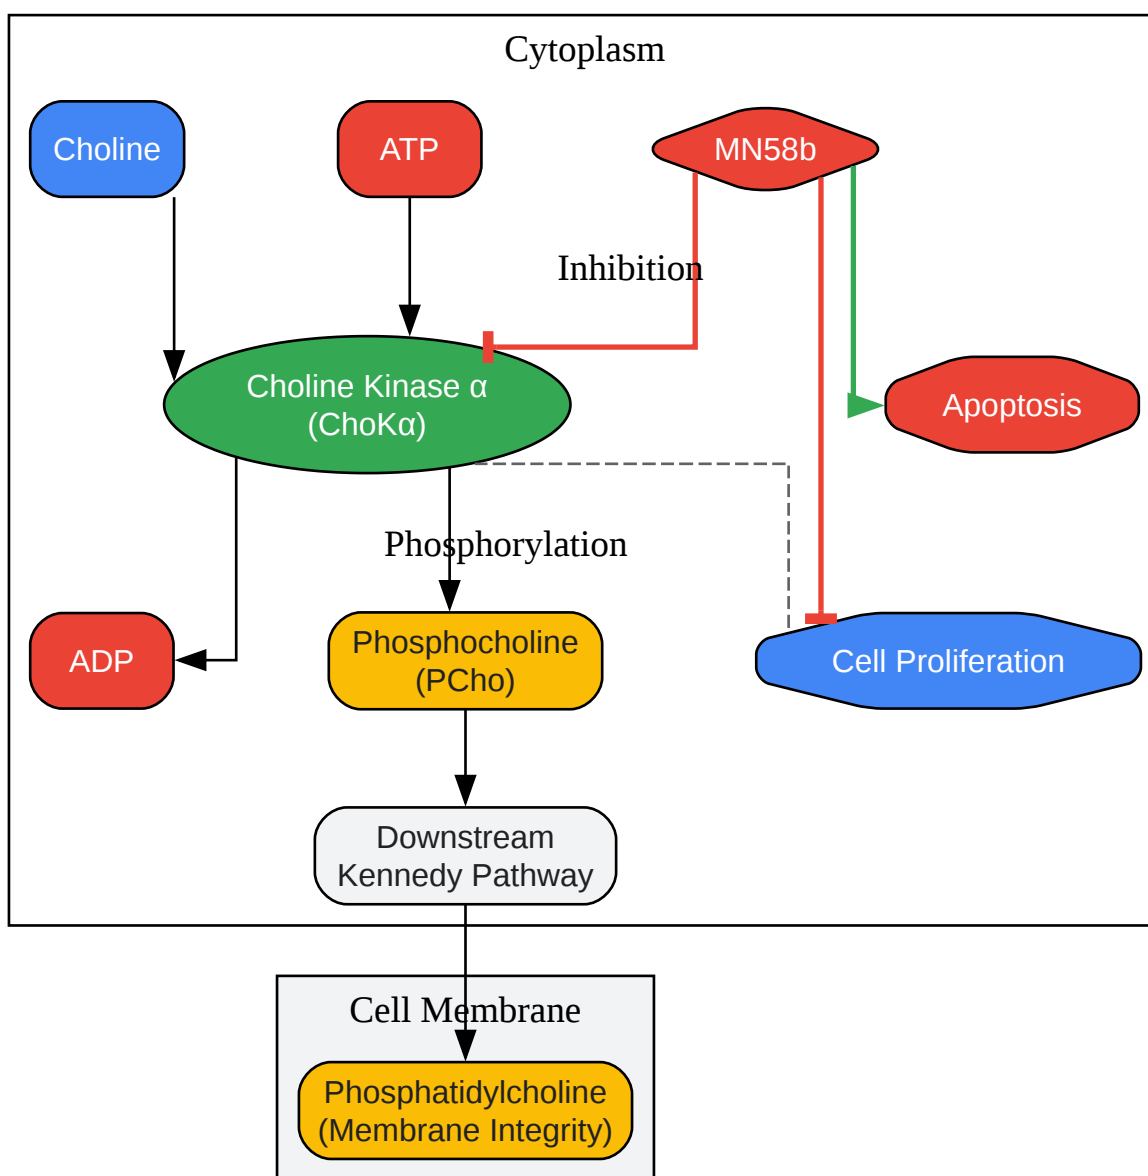 Cytoplasm
Choline
ATP
MN58b
Inhibition
Choline Kinase α
(ChoKα)
Apoptosis
Phosphorylation
ADP
Phosphocholine
(PCho)
Cell Proliferation
Downstream
Kennedy Pathway
Cell Membrane
Phosphatidylcholine
(Membrane Integrity)